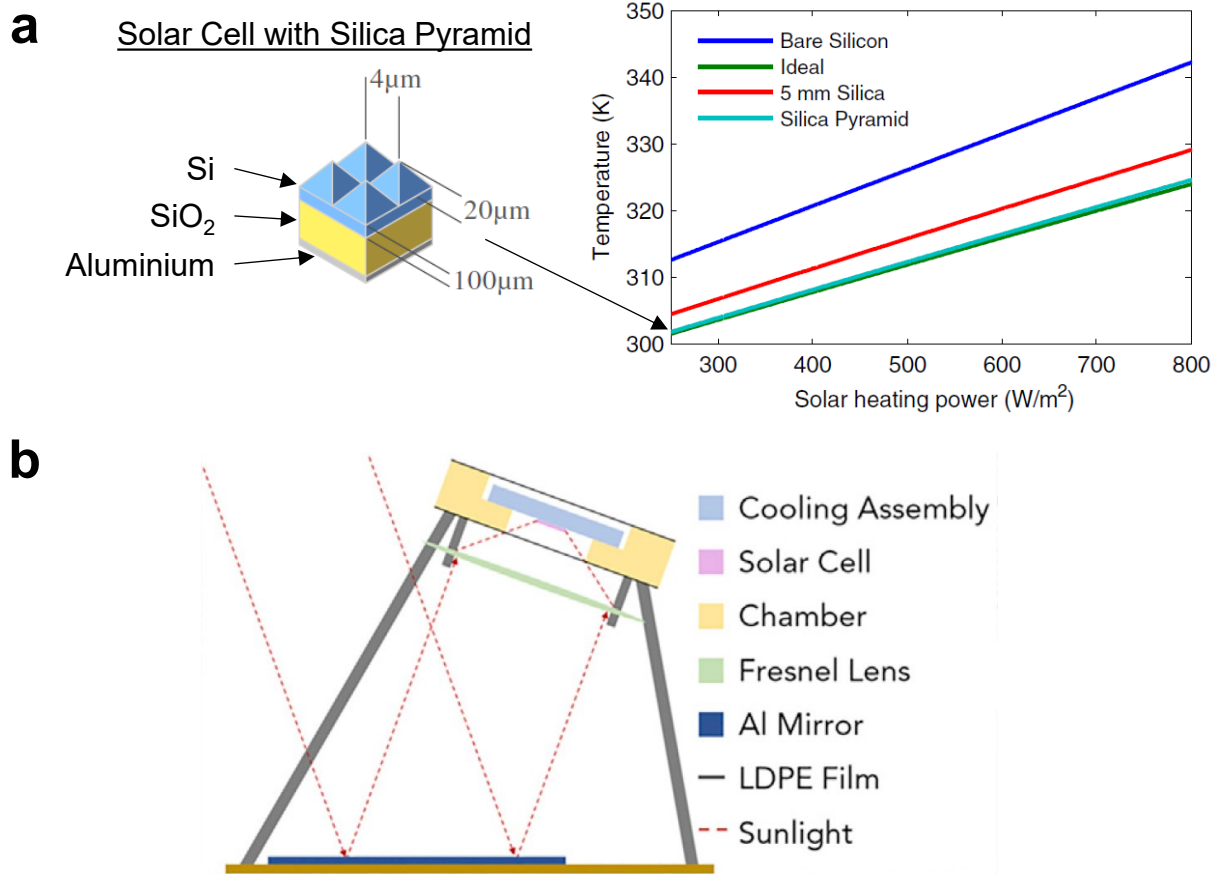 a
Solar Cell with Silica Pyramid
4μm
Si
SiO2
Aluminium
20μm
100μm
350
340
330
320
310
300
Temperature (K)
Bare Silicon
Ideal
5 mm Silica
Silica Pyramid
300 400 500 600 700 800
Solar heating power (W/m2)
b
Cooling Assembly
Solar Cell
Chamber
Fresnel Lens
Al Mirror
LDPE Film
Sunlight